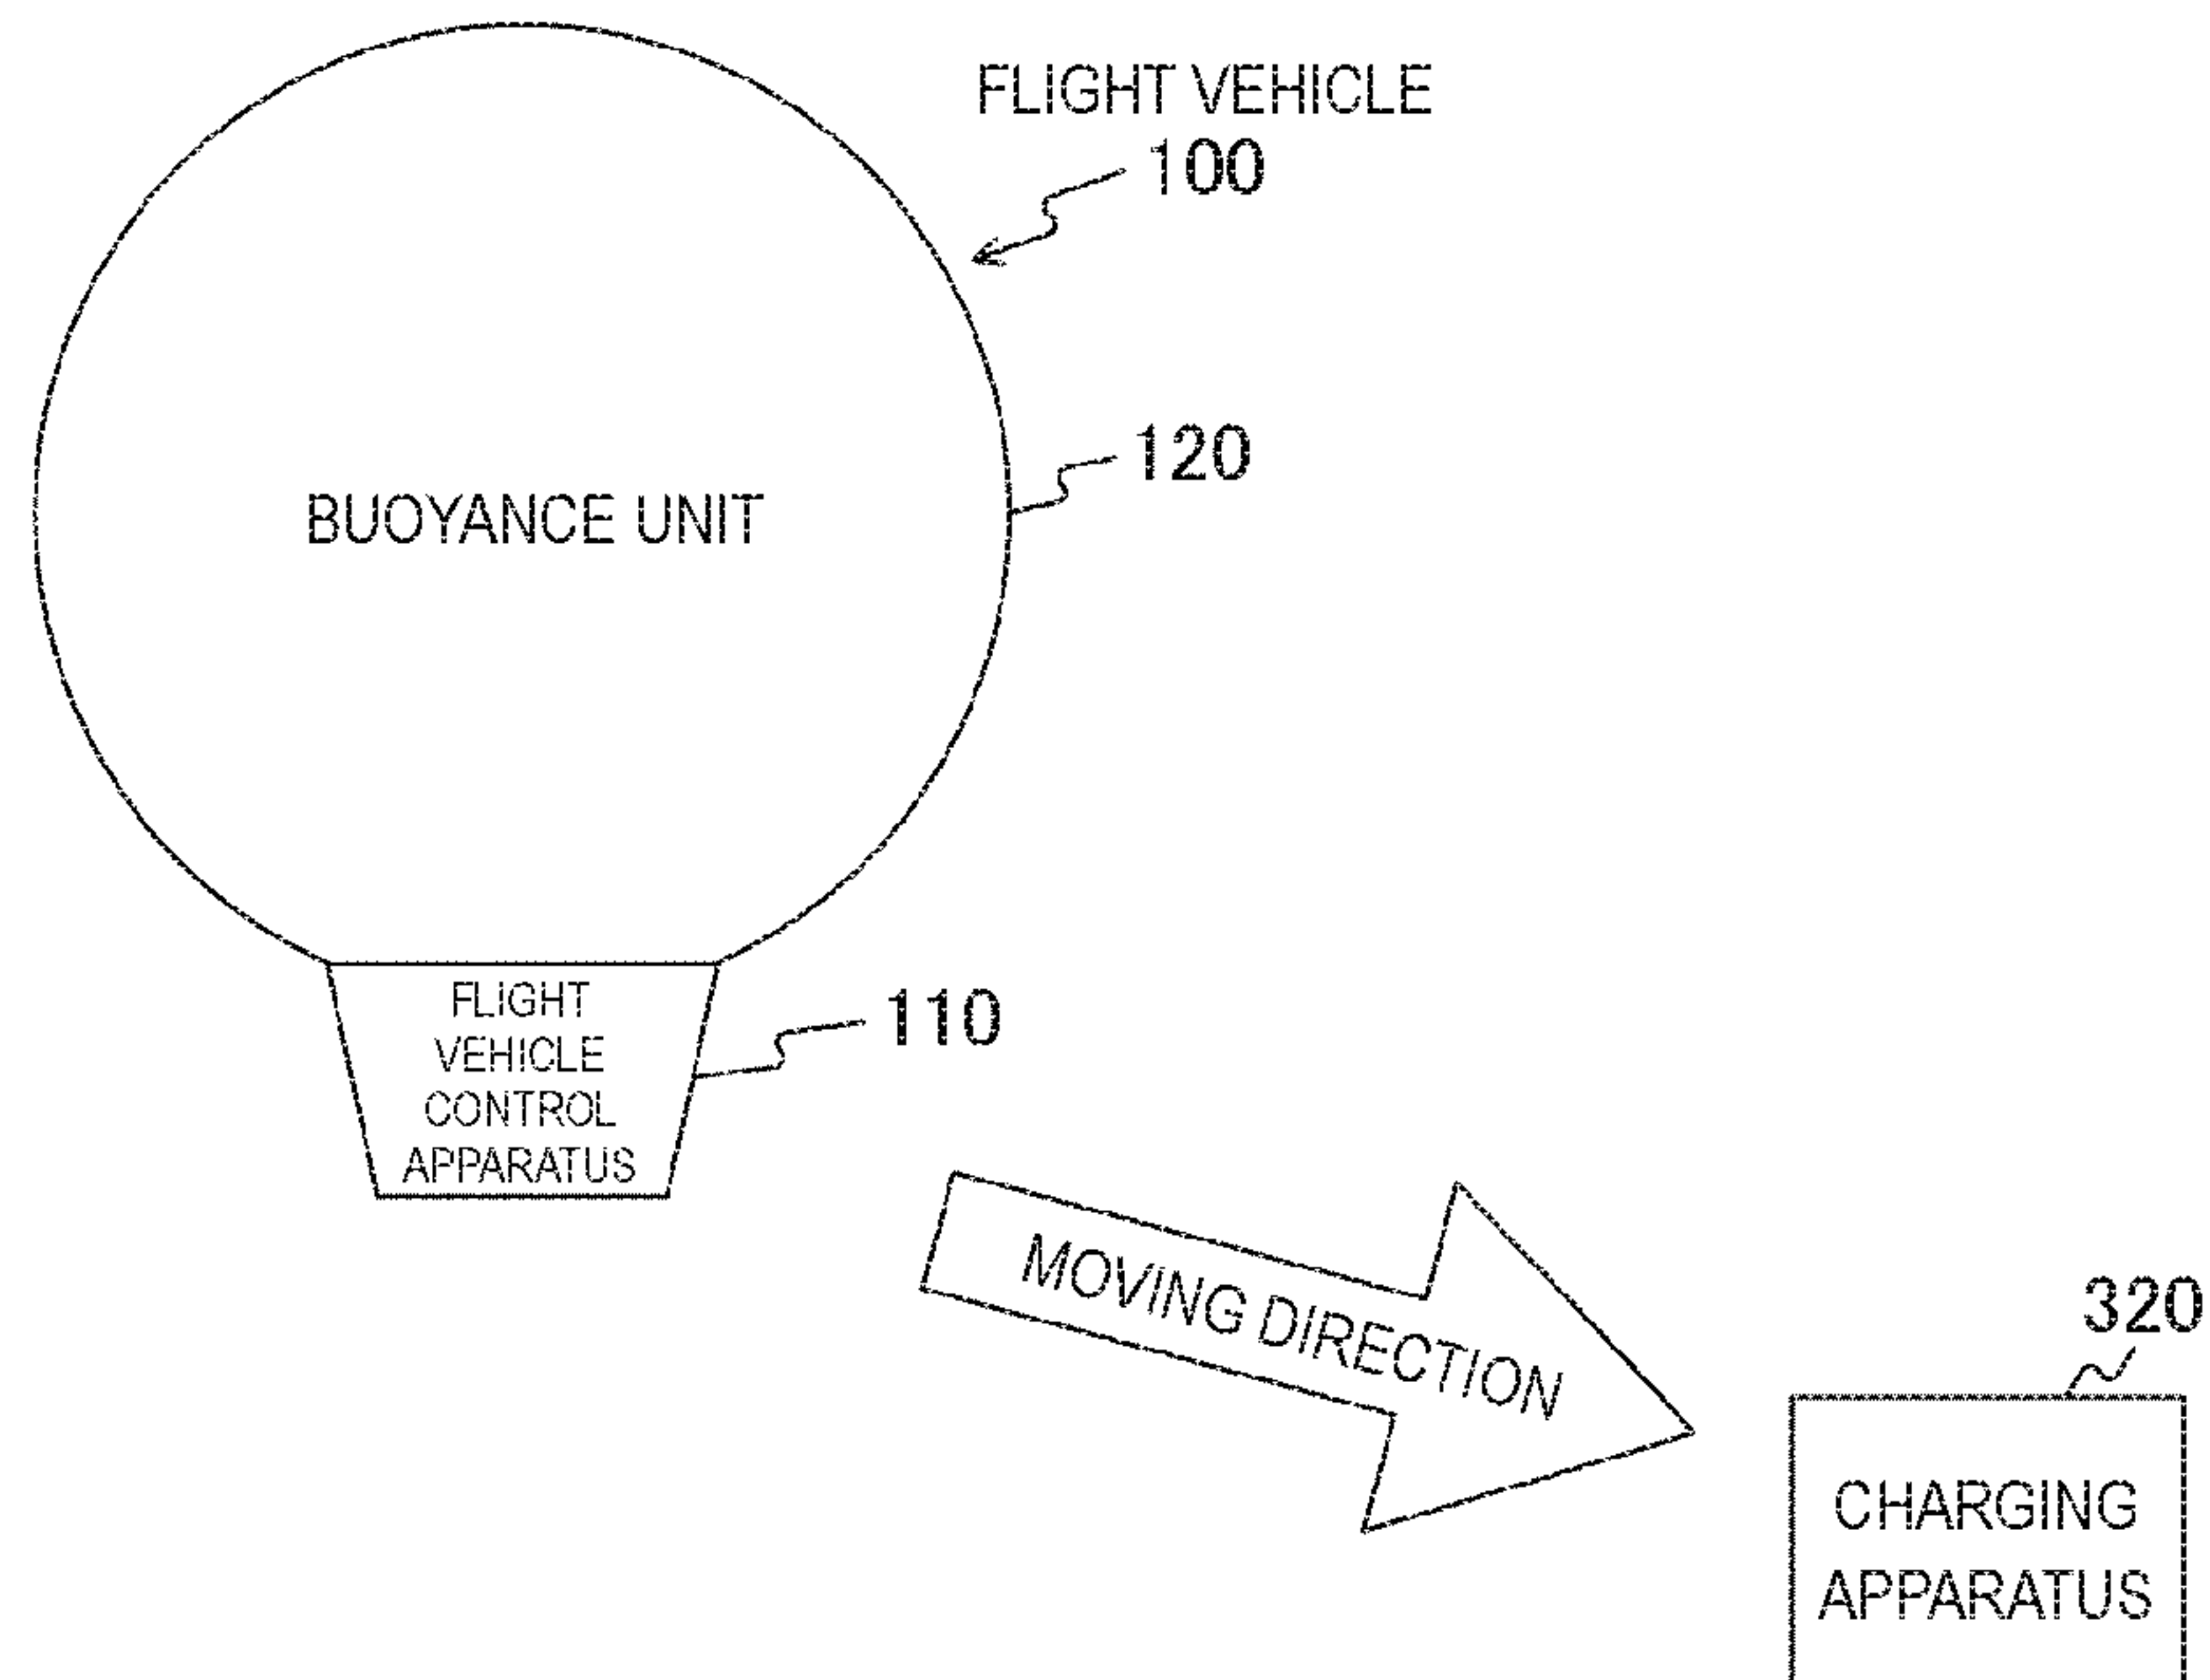 FLIGHT VEHICLE
100
120
BUOYANCE UNIT
FLIGHT
VEHICLE
CONTROL
APPARATUS
110
MOVING DIRECTION
320
CHARGING
APPARATUS